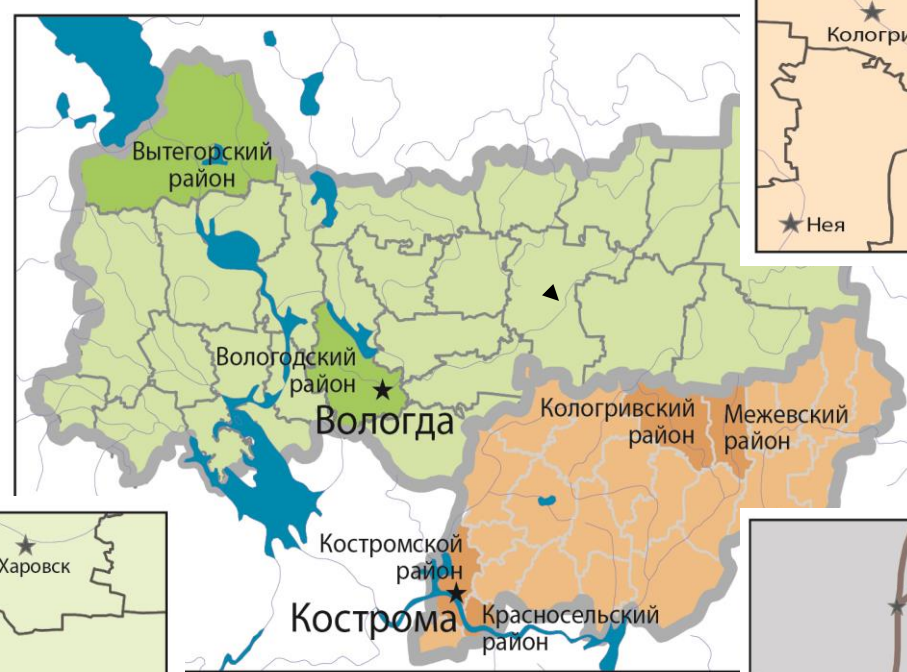 Кологри
Нея
Вытегорский
район
Вологодский
район
Вологда
Кологривский
район
Межевский
район
Харовск
Костромской
район
Кострома
Красносельский
район